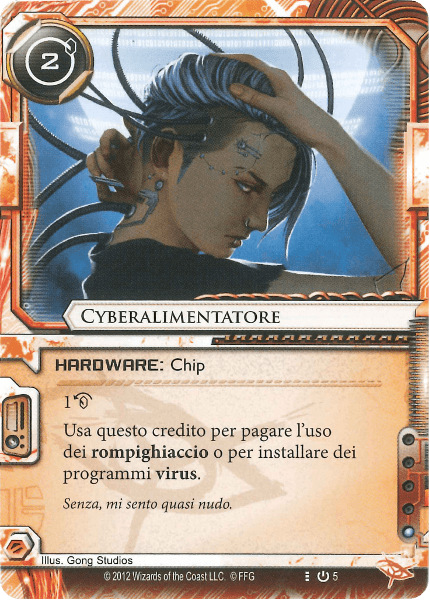 2
CYBERALIMENTATORE
HARDWARE: Chip
1
Usa questo credito per pagare l'uso
dei rompighiaccio o per installare dei
programmi virus.
Senza, mi sento quasi nudo.
Illus. Gong Studios
© 2012 Wizards of the Coast LLC. © FFG
5